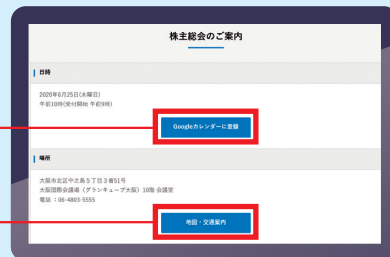 株主総会のご案内
日時
2020年6月25日(水曜日)
午前10時(受付開始 午前9時)
Googleカレンダーに登録
場所
大阪市北区中之島5丁目3番51号
大阪国際会議場(グランキューブ大阪)10階 会議室
電話:06-4803-5555
地図・交通案内